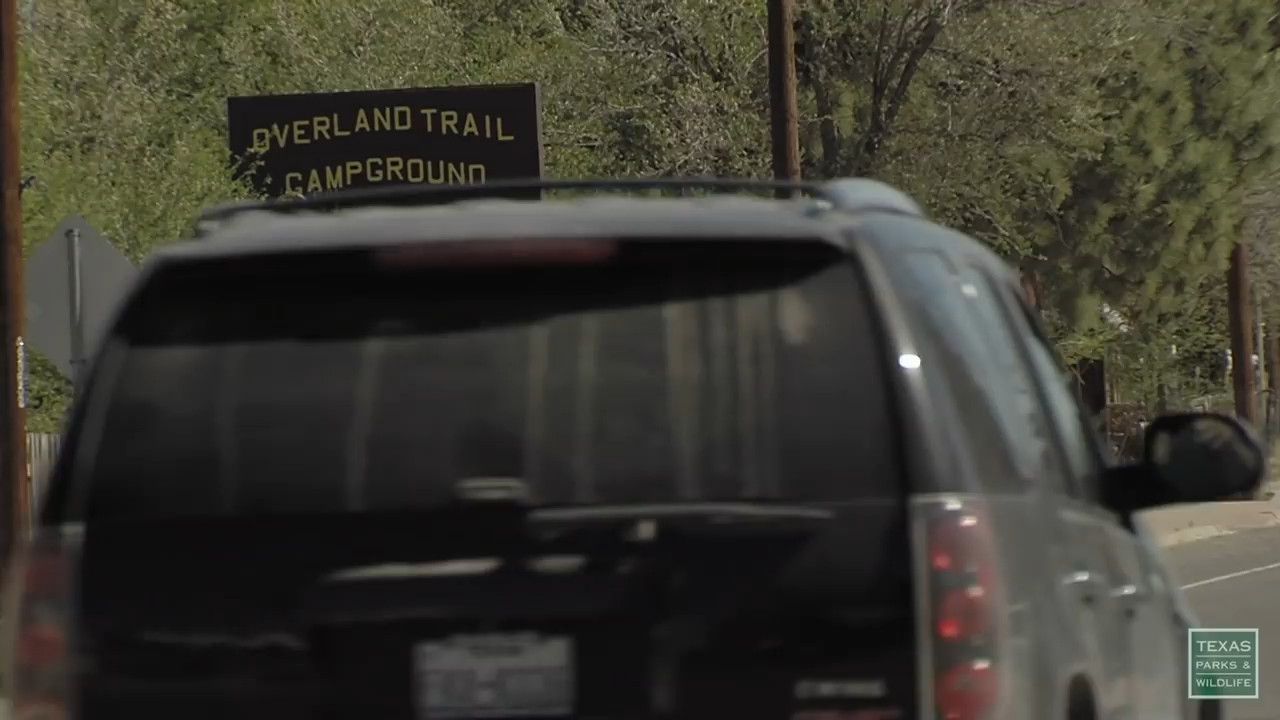 OVERLAND TRAIL
CAMPGROUND
TEXAS
PARKS &
WILDLIFE